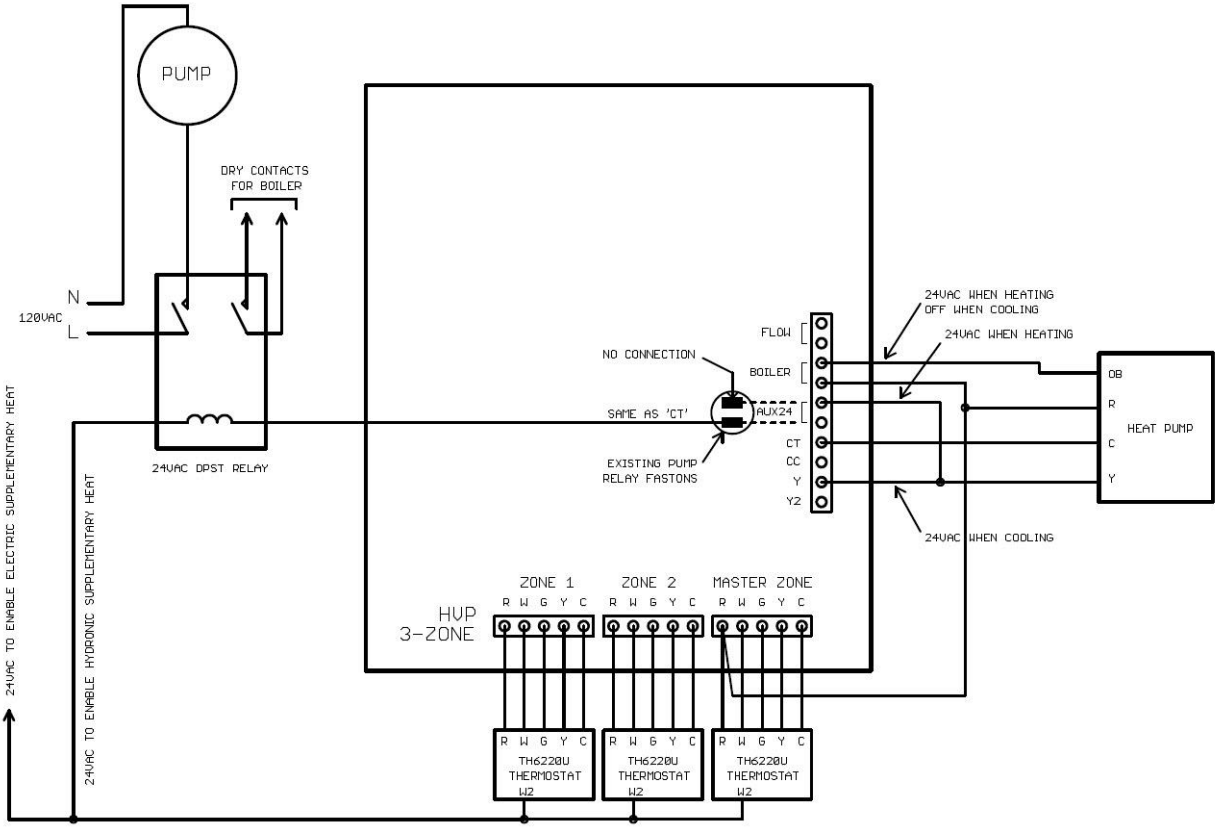 PUMP
DRY CONTACTS
FOR BOILER
N
120VAC
L
24VAC DPST RELAY
24VAC TO ENABLE ELECTRIC SUPPLEMENTARY HEAT
24VAC TO ENABLE HYDRONIC SUPPLEMENTARY HEAT
NO CONNECTION
SAME AS 'CT'
EXISTING PUMP
RELAY FASTONS
FLOW
BOILER
AUX24
CT
CC
Y
Y2
24VAC WHEN HEATING
OFF WHEN COOLING
24VAC WHEN HEATING
24VAC WHEN COOLING
OB
R
C
Y
HEAT PUMP
HVP
3-ZONE
ZONE 1
R W G Y C
ZONE 2
R W G Y C
MASTER ZONE
R W G Y C
R W G Y C
TH6220U
THERMOSTAT
W2
R W G Y C
TH6220U
THERMOSTAT
W2
R W G Y C
TH6220U
THERMOSTAT
W2